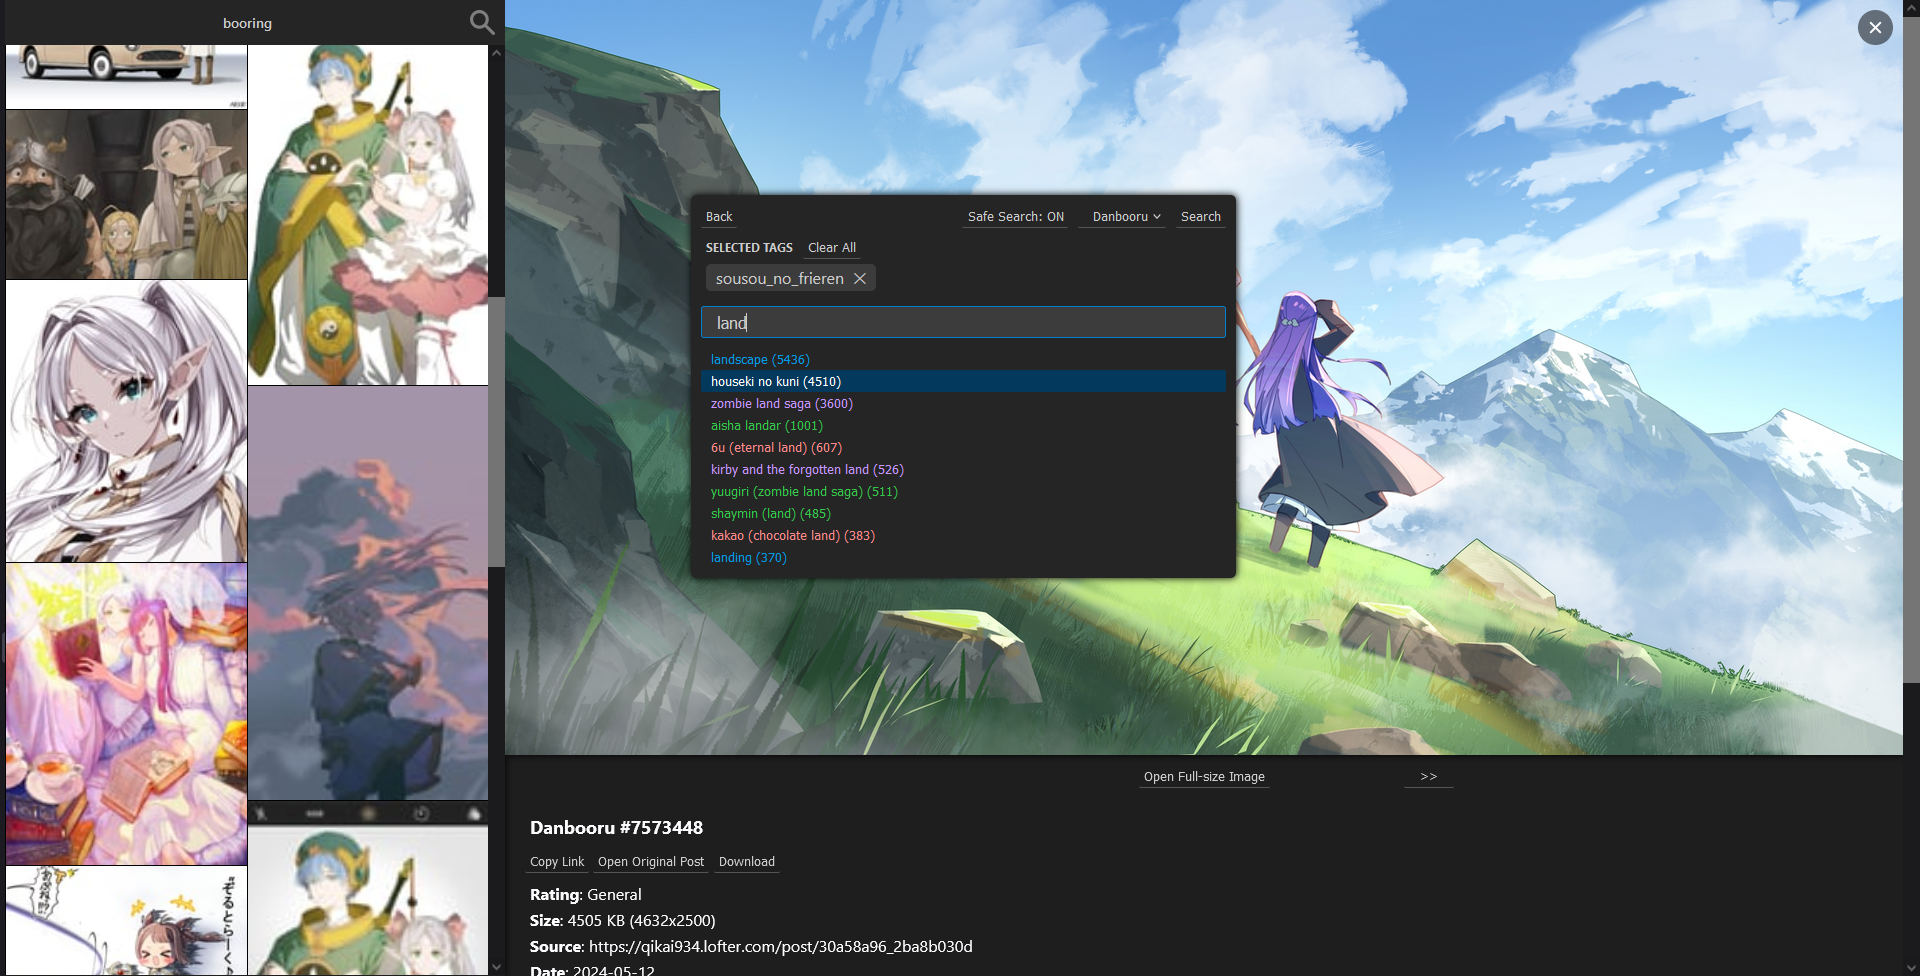 booring
Back
Safe Search: ON
Danbooru
Search
SELECTED TAGS
Clear All
sousou_no_frieren
land
landscape (5436)
houseki no kuni (4510)
zombie land saga (3600)
aisha landar (1001)
6u (eternal land) (607)
kirby and the forgotten land (526)
yuugiri (zombie land saga) (511)
shaymin (land) (485)
kakao (chocolate land) (383)
landing (370)
Open Full-size Image
>>
Danbooru #7573448
Copy Link
Open Original Post
Download
Rating: General
Size: 4505 KB (4632x2500)
Source: https://qikai934.lofter.com/post/30a58a96_2ba8b030d
Date: 2024-05-12